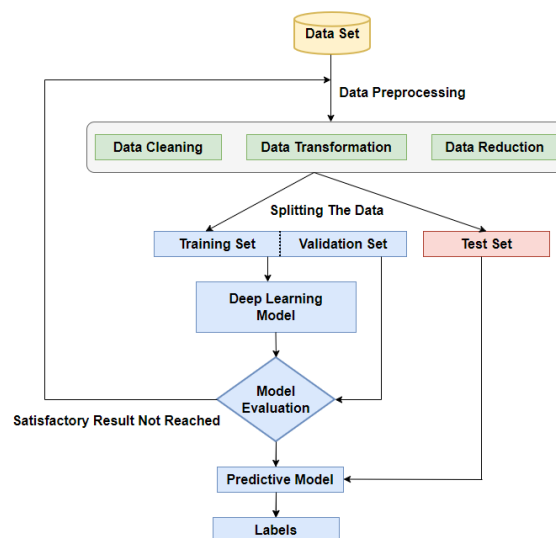 Data Set
Data Preprocessing
Data Cleaning
Data Transformation
Data Reduction
Splitting The Data
Training Set
Validation Set
Test Set
Deep Learning
Model
Model
Evaluation
Satisfactory Result Not Reached
Predictive Model
Labels